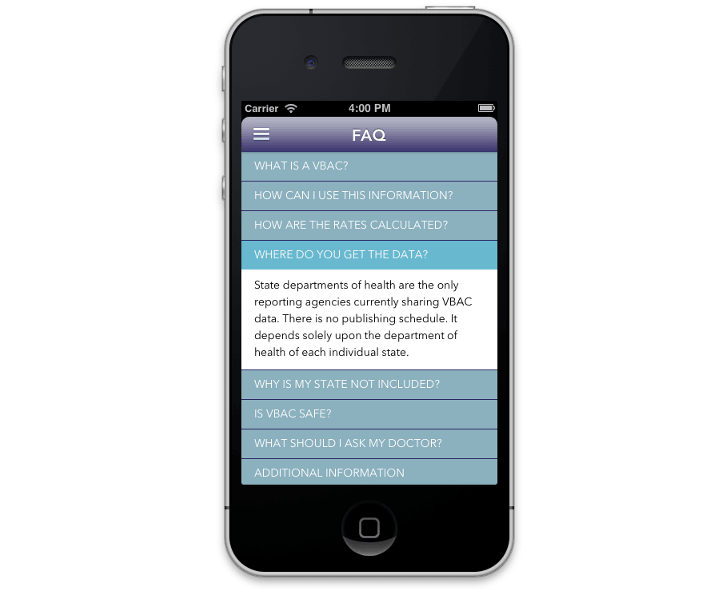 Carrier 4:00 PM
FAQ
WHAT IS A VBAC?
HOW CAN I USE THIS INFORMATION?
HOW ARE THE RATES CALCULATED?
WHERE DO YOU GET THE DATA?
State departments of health are the only
reporting agencies currently sharing VBAC
data. There is no publishing schedule. It
depends solely upon the department of
health of each individual state.
WHY IS MY STATE NOT INCLUDED?
IS VBAC SAFE?
WHAT SHOULD I ASK MY DOCTOR?
ADDITIONAL INFORMATION